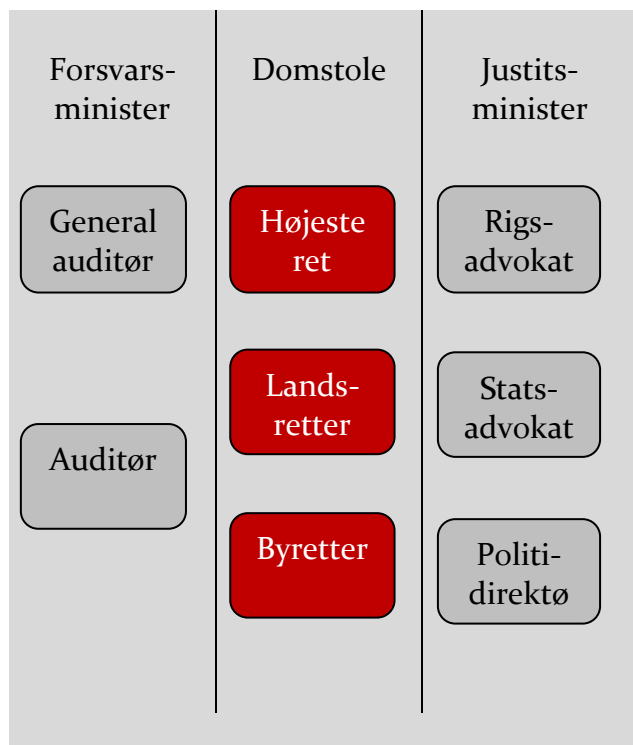 Forsvars-
minister
Domstole
Justits-
minister
General
auditør
Højeste
ret
Rigs-
advokat
Lands-
retter
Stats-
advokat
Auditør
Byretter
Politi-
direktø